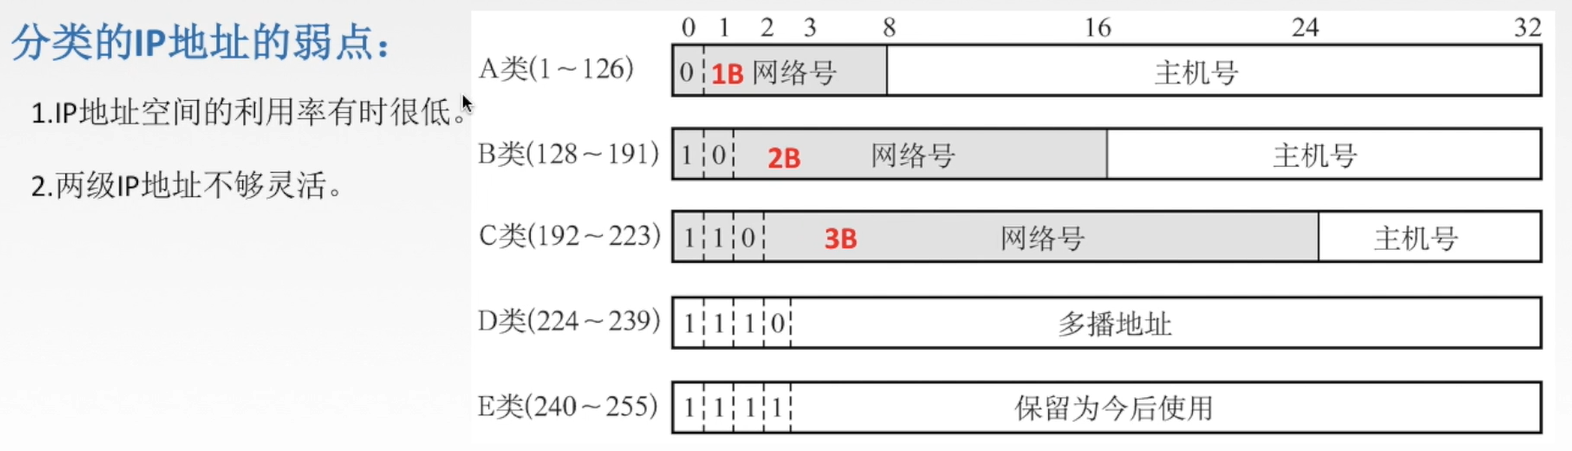 分类的IP地址的弱点：
1.IP地址空间的利用率有时很低。
2.两级IP地址不够灵活。
0 1 2 3 8 16 24 32
A类(1～126) 0 1B 网络号 主机号
B类(128～191) 1 0 2B 网络号 主机号
C类(192～223) 1 1 0 3B 网络号 主机号
D类(224～239) 1 1 1 0 多播地址
E类(240～255) 1 1 1 1 保留为今后使用